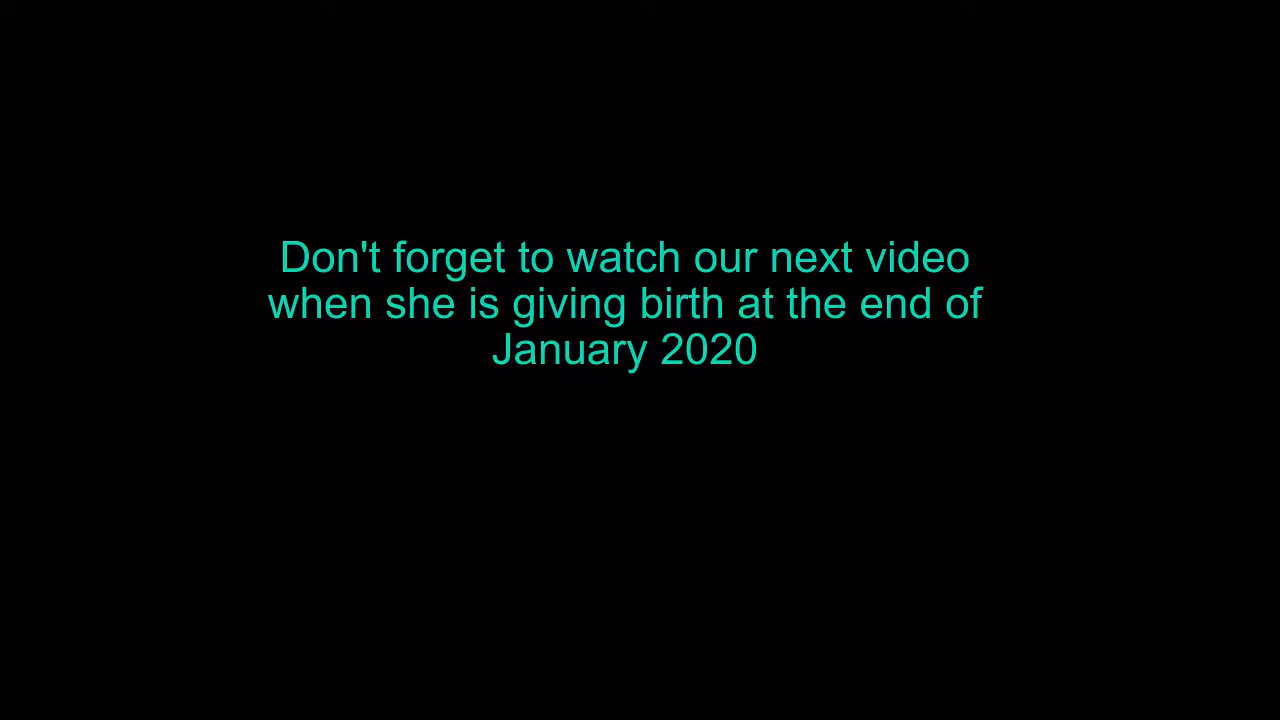 Don't forget to watch our next video
when she is giving birth at the end of
January 2020